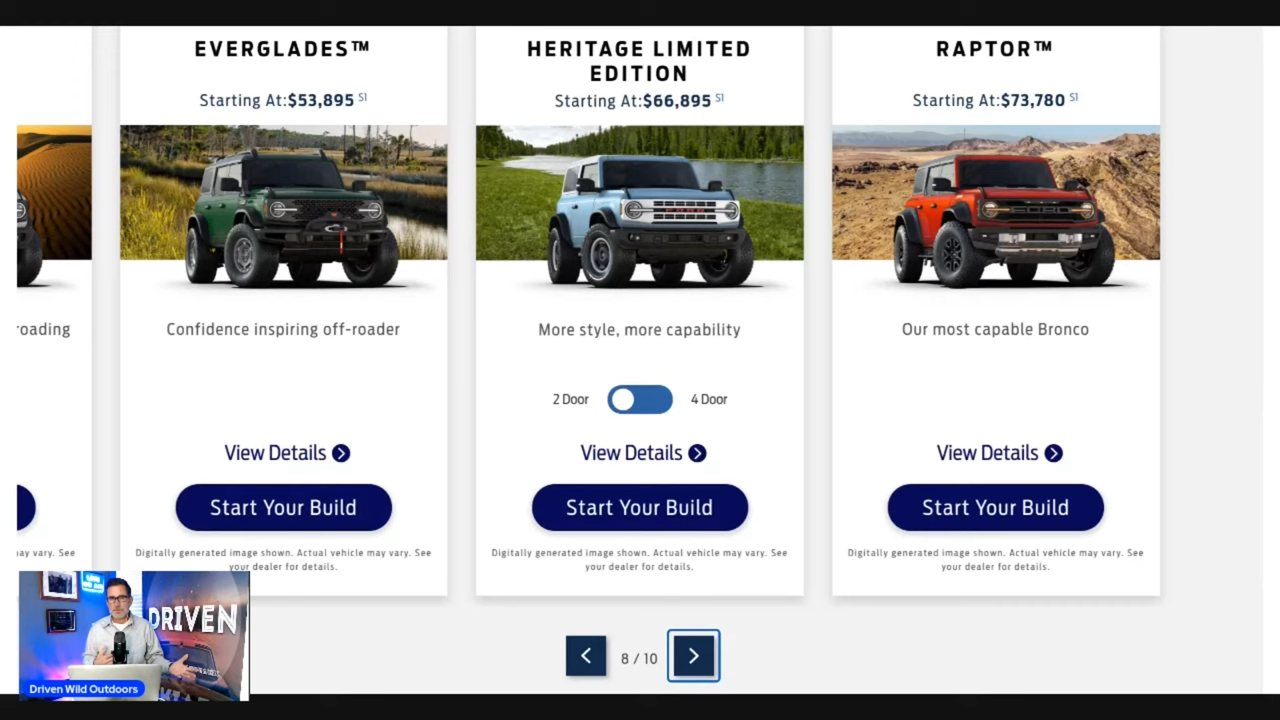 EVERGLADES™
Starting At:$53,895 S1
Confidence inspiring off-roader
View Details
Start Your Build
Digitally generated image shown. Actual vehicle may vary. See
your dealer for details.
HERITAGE LIMITED
EDITION
Starting At:$66,895 S1
More style, more capability
2 Door
4 Door
View Details
Start Your Build
Digitally generated image shown. Actual vehicle may vary. See
your dealer for details.
RAPTOR™
Starting At:$73,780 S1
Our most capable Bronco
View Details
Start Your Build
Digitally generated image shown. Actual vehicle may vary. See
your dealer for details.
roading
ay vary. See
8 / 10
DRIVEN
Driven Wild Outdoors